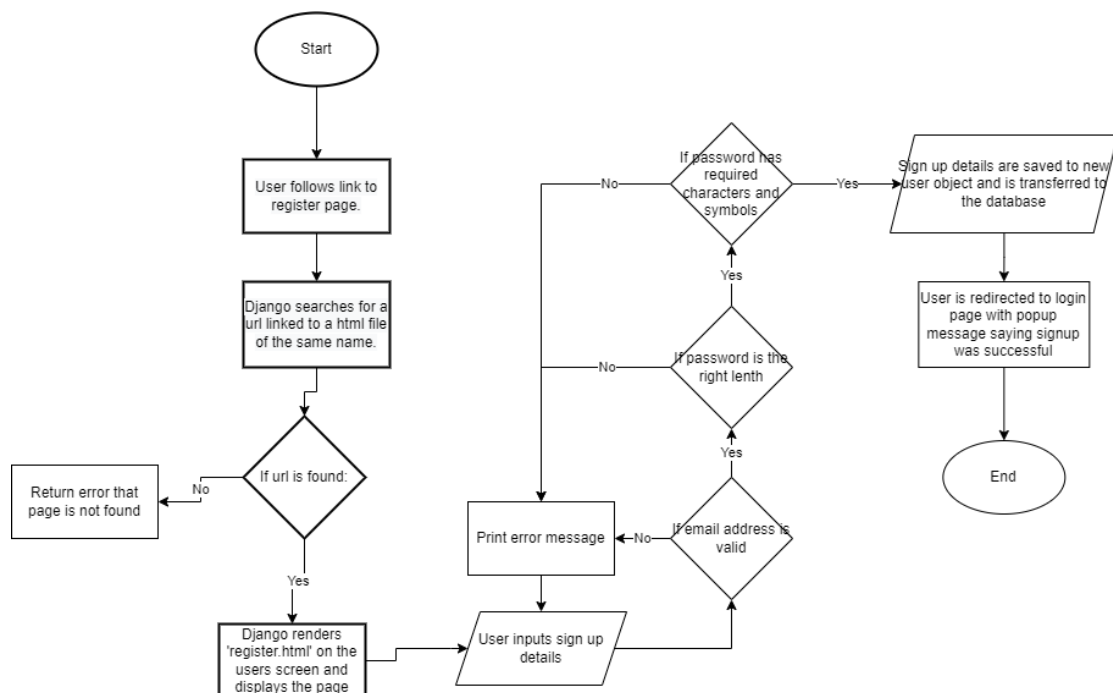 Start
User follows link to
register page.
Django searches for a
url linked to a html file
of the same name.
If url is found:
No
Return error that
page is not found
Yes
Django renders
'register.html' on the
users screen and
displays the page
User inputs sign up
details
If email address is
valid
No
Print error message
Yes
If password is the
right lenth
No
Yes
If password has
required
characters and
symbols
No
Yes
Sign up details are saved to new
user object and is transferred to
the database
User is redirected to login
page with popup
message saying signup
was successful
End